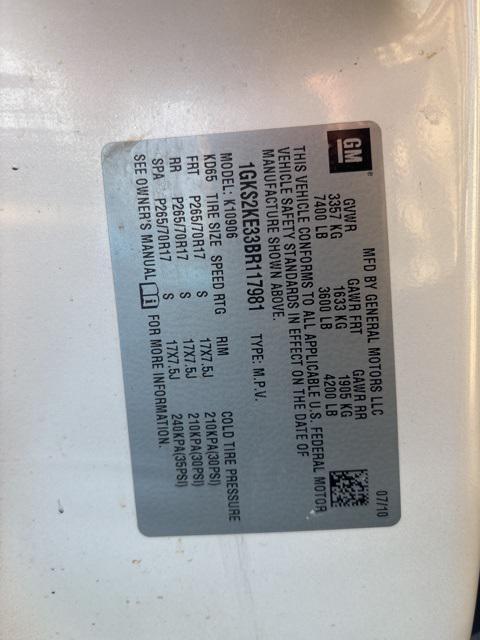 GM
®
MFD BY GENERAL MOTORS LLC 07/10
GVWR GAWR FRT GAWR RR
3357 KG 1633 KG 1905 KG
7400 LB 3600 LB 4200 LB
THIS VEHICLE CONFORMS TO ALL APPLICABLE U.S. FEDERAL MOTOR
VEHICLE SAFETY STANDARDS IN EFFECT ON THE DATE OF
MANUFACTURE SHOWN ABOVE.
1GKS2KE33BR117981 TYPE: M.P.V.
MODEL: K10906
KD65 TIRE SIZE SPEED RTG RIM COLD TIRE PRESSURE
FRT P265/70R17 S 17X7.5J 210KPA(30PSI)
RR P265/70R17 S 17X7.5J 210KPA(30PSI)
SPA P265/70R17 S 17X7.5J 240KPA(35PSI)
SEE OWNER'S MANUAL i FOR MORE INFORMATION.